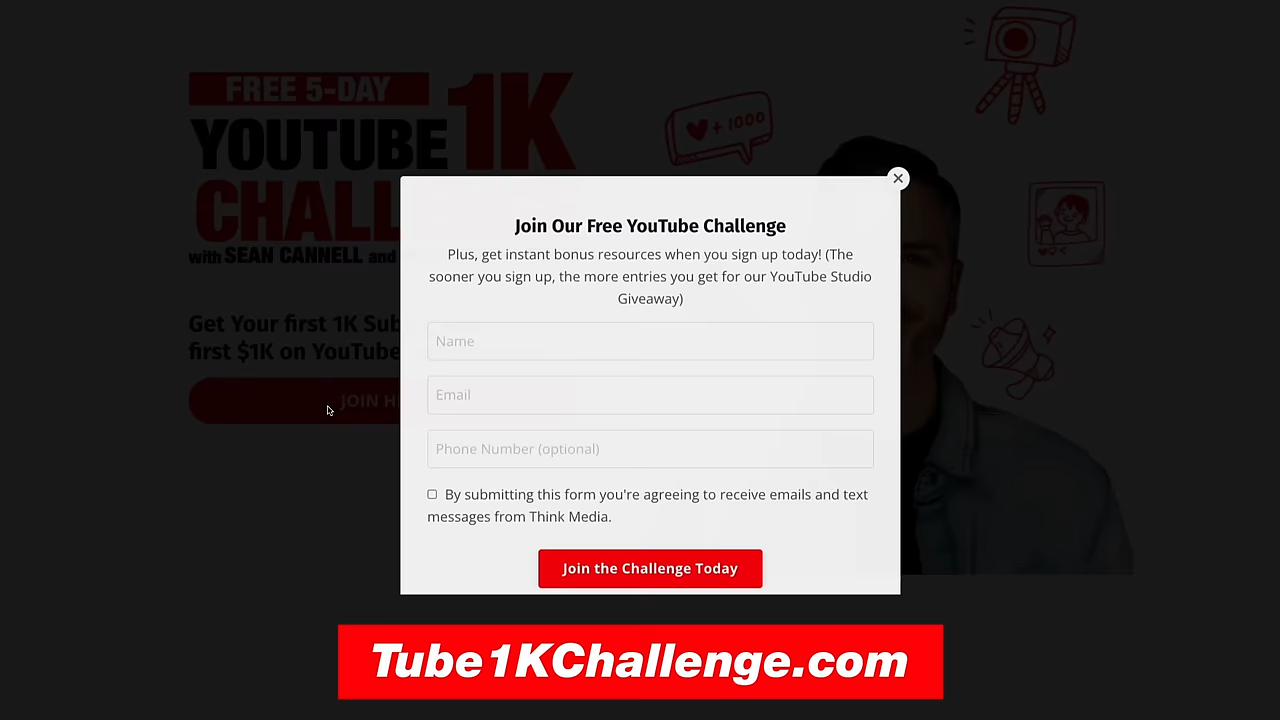 FREE 5-DAY
YOUTUBE 1K
CHALL
with SEAN CANNELL and
Get Your first 1K Sub
first $1K on YouTube
JOIN H
+ 1000
Join Our Free YouTube Challenge
Plus, get instant bonus resources when you sign up today! (The
sooner you sign up, the more entries you get for our YouTube Studio
Giveaway)
Name
Email
Phone Number (optional)
By submitting this form you're agreeing to receive emails and text
messages from Think Media.
Join the Challenge Today
Tube1KChallenge.com